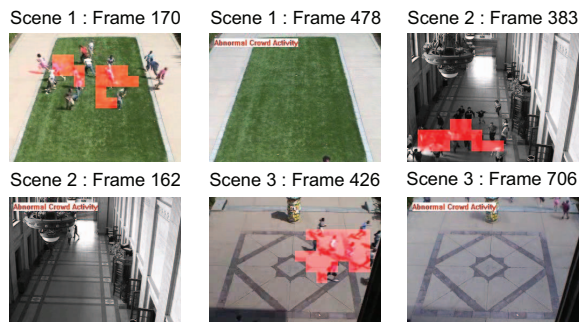 Scene 1 : Frame 170
Scene 1 : Frame 478
Scene 2 : Frame 383
Abnormal Crowd Activity
Scene 2 : Frame 162
Scene 3 : Frame 426
Scene 3 : Frame 706
Abnormal Crowd Activity
Abnormal Crowd Activity